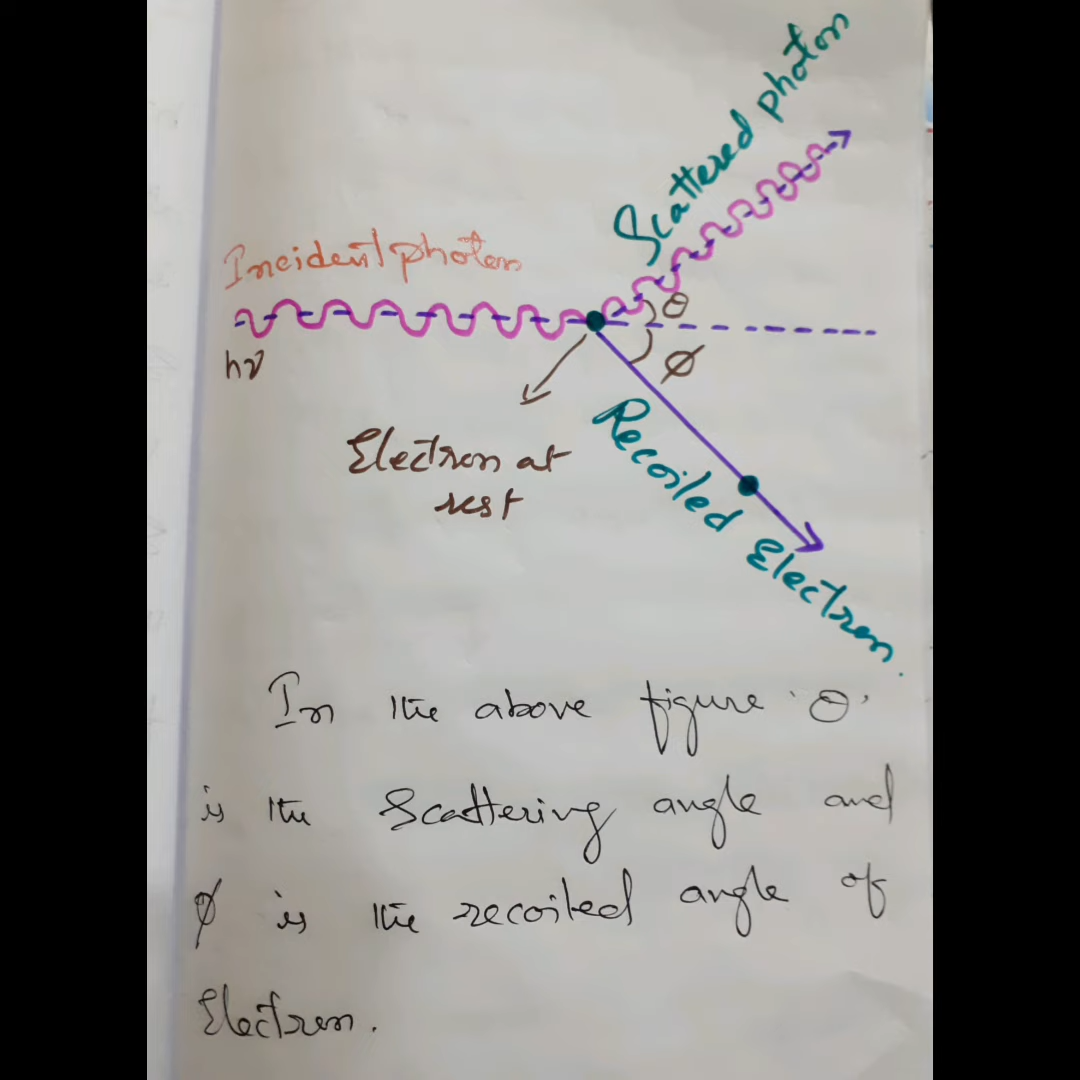 Scattered photon
Incident photon
θ
hν
ϕ
Electron at
rest
Recoiled Electron.
In the above figure 'θ'
is the Scattering angle and
ϕ is the recoiled angle of
Electron.